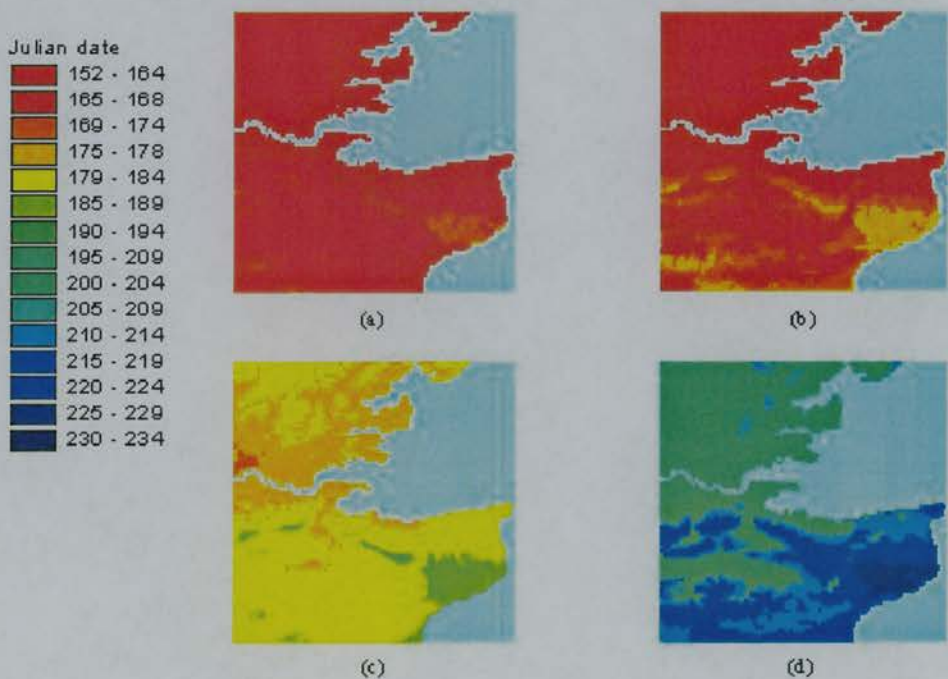 Julian date
152 - 164
165 - 168
169 - 174
175 - 178
179 - 184
185 - 189
190 - 194
195 - 209
200 - 204
205 - 209
210 - 214
215 - 219
220 - 224
225 - 229
230 - 234
(a)
(b)
(c)
(d)